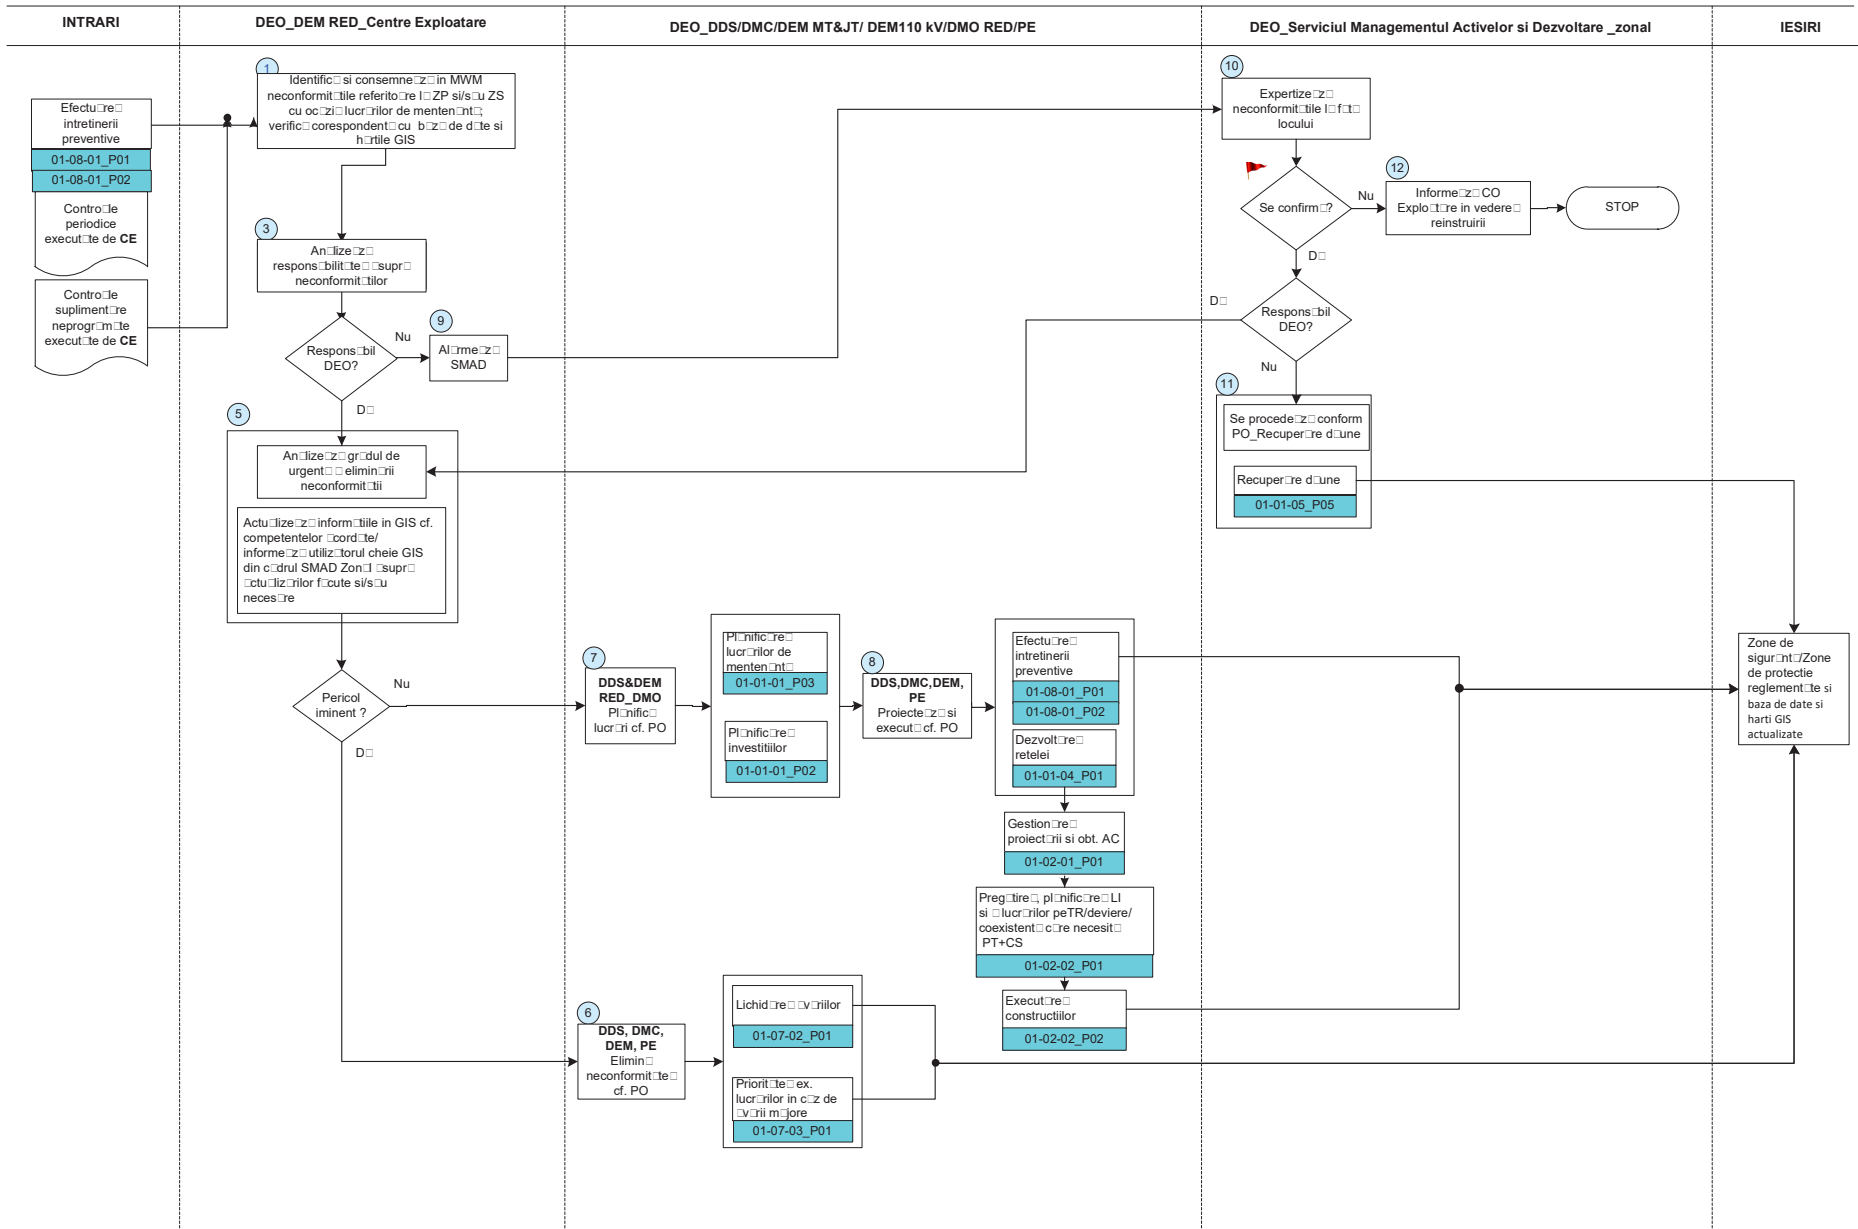 INTRARI
DEO_DEM RED_Centre Exploatare
DEO_DDS/DMC/DEM MT&JT/ DEM110 kV/DMO RED/PE
DEO_Serviciul Managementul Activelor si Dezvoltare _zonal
IESIRI
Efectu□re□
intretinerii
preventive
01-08-01_P01
01-08-01_P02
Contro□le
periodice
execut□te de CE
Contro□le
supliment□re
neprogr□m□te
execut□te de CE
1
Identific□ si consemne□z□ in MWM
neconformit□tile referito□re l□ ZP si/s□u ZS
cu oc□zi□ lucr□rilor de menten□nt□;
verific□ corespondent□ cu b□z□ de d□te si
h□rtile GIS
3
An□lize□z□
respons□bilit□te□ □supr□
neconformit□tilor
Respons□bil
DEO?
Nu
D□
9
Al□rme□z□
SMAD
5
An□lize□z□ gr□dul de
urgent□ □ elimin□rii
neconformit□tii
Actu□lize□z□ inform□tiile in GIS cf.
competentelor □cord□te/
informe□z□ utiliz□torul cheie GIS
din c□drul SMAD Zon□l □supr□
□ctu□liz□rilor f□cute si/s□u
neces□re
Pericol
iminent ?
Nu
D□
7
DDS&DEM
RED_DMO
Pl□nific□
lucr□ri cf. PO
Pl□nific□re□
lucr□rilor de
menten□nt□
01-01-01_P03
Pl□nific□re□
investitiilor
01-01-01_P02
8
DDS,DMC,DEM,
PE
Proiecte□z□ si
execut□ cf. PO
Efectu□re□
intretinerii
preventive
01-08-01_P01
01-08-01_P02
Dezvolt□re□
retelei
01-01-04_P01
Gestion□re□
proiect□rii si obt. AC
01-02-01_P01
Preg□tire□, pl□nific□re□ LI
si □ lucr□rilor peTR/deviere/
coexistent□ c□re necesit□
PT+CS
01-02-02_P01
Execut□re□
constructiilor
01-02-02_P02
6
DDS, DMC,
DEM, PE
Elimin□
neconformit□te□
cf. PO
Lichid□re□ □v□riilor
01-07-02_P01
Priorit□te□ ex.
lucr□rilor in c□z de
□v□rii m□jore
01-07-03_P01
10
Expertize□z□
neconformit□tile l□ f□t□
locului
Se confirm□?
Nu
D□
12
Informe□z□ CO
Explo□t□re in vedere□
reinstruirii
STOP
Respons□bil
DEO?
D□
Nu
11
Se procede□z□ conform
PO_Recuper□re d□une
Recuper□re d□une
01-01-05_P05
Zone de
sigur□nt□/Zone
de protectie
reglement□te si
baza de date si
harti GIS
actualizate